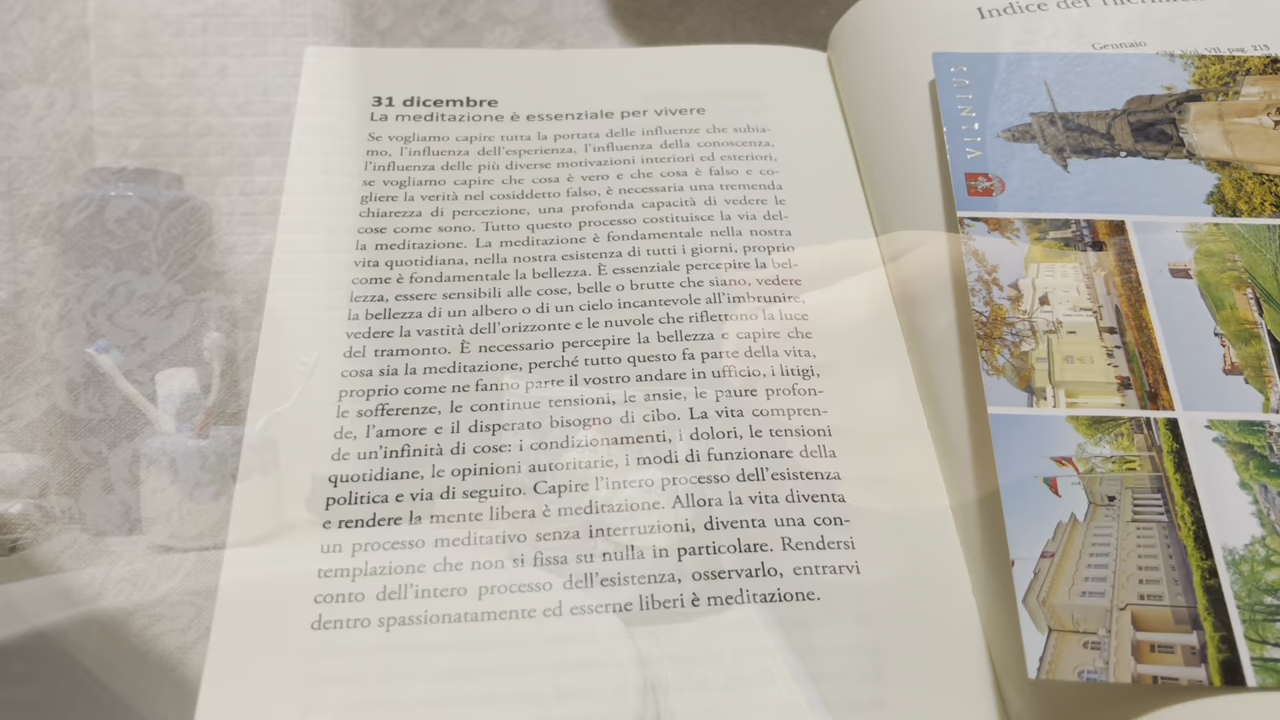 31 dicembre
La meditazione è essenziale per vivere
Se vogliamo capire tutta la portata delle influenze che subia-
mo, l'influenza dell'esperienza, l'influenza della conoscenza,
l'influenza delle più diverse motivazioni interiori ed esteriori,
se vogliamo capire che cosa è vero e che cosa è falso e co-
gliere la verità nel cosiddetto falso, è necessaria una tremenda
chiarezza di percezione, una profonda capacità di vedere le
cose come sono. Tutto questo processo costituisce la via del-
la meditazione. La meditazione è fondamentale nella nostra
vita quotidiana, nella nostra esistenza di tutti i giorni, proprio
come è fondamentale la bellezza. È essenziale percepire la bel-
lezza, essere sensibili alle cose, belle o brutte che siano, vedere
la bellezza di un albero o di un cielo incantevole all'imbrunire,
vedere la vastità dell'orizzonte e le nuvole che riflettono la luce
del tramonto. È necessario percepire la bellezza e capire che
cosa sia la meditazione, perché tutto questo fa parte della vita,
proprio come ne fanno parte il vostro andare in ufficio, i litigi,
le sofferenze, le continue tensioni, le ansie, le paure profon-
de, l'amore e il disperato bisogno di cibo. La vita compren-
de un'infinità di cose: i condizionamenti, i dolori, le tensioni
quotidiane, le opinioni autoritarie, i modi di funzionare della
politica e via di seguito. Capire l'intero processo dell'esistenza
e rendere la mente libera è meditazione. Allora la vita diventa
un processo meditativo senza interruzioni, diventa una con-
templazione che non si fissa su nulla in particolare. Rendersi
conto dell'intero processo dell'esistenza, osservarlo, entrarvi
dentro spassionatamente ed esserne liberi è meditazione.
Indice dei
Gennaio
Vol. VII, pag. 213
VILNIUS